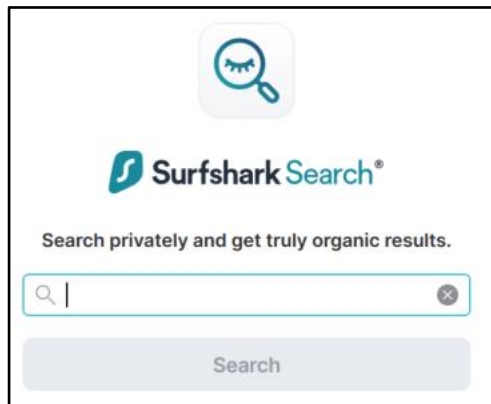 Surfshark Search®
Search privately and get truly organic results.
Search